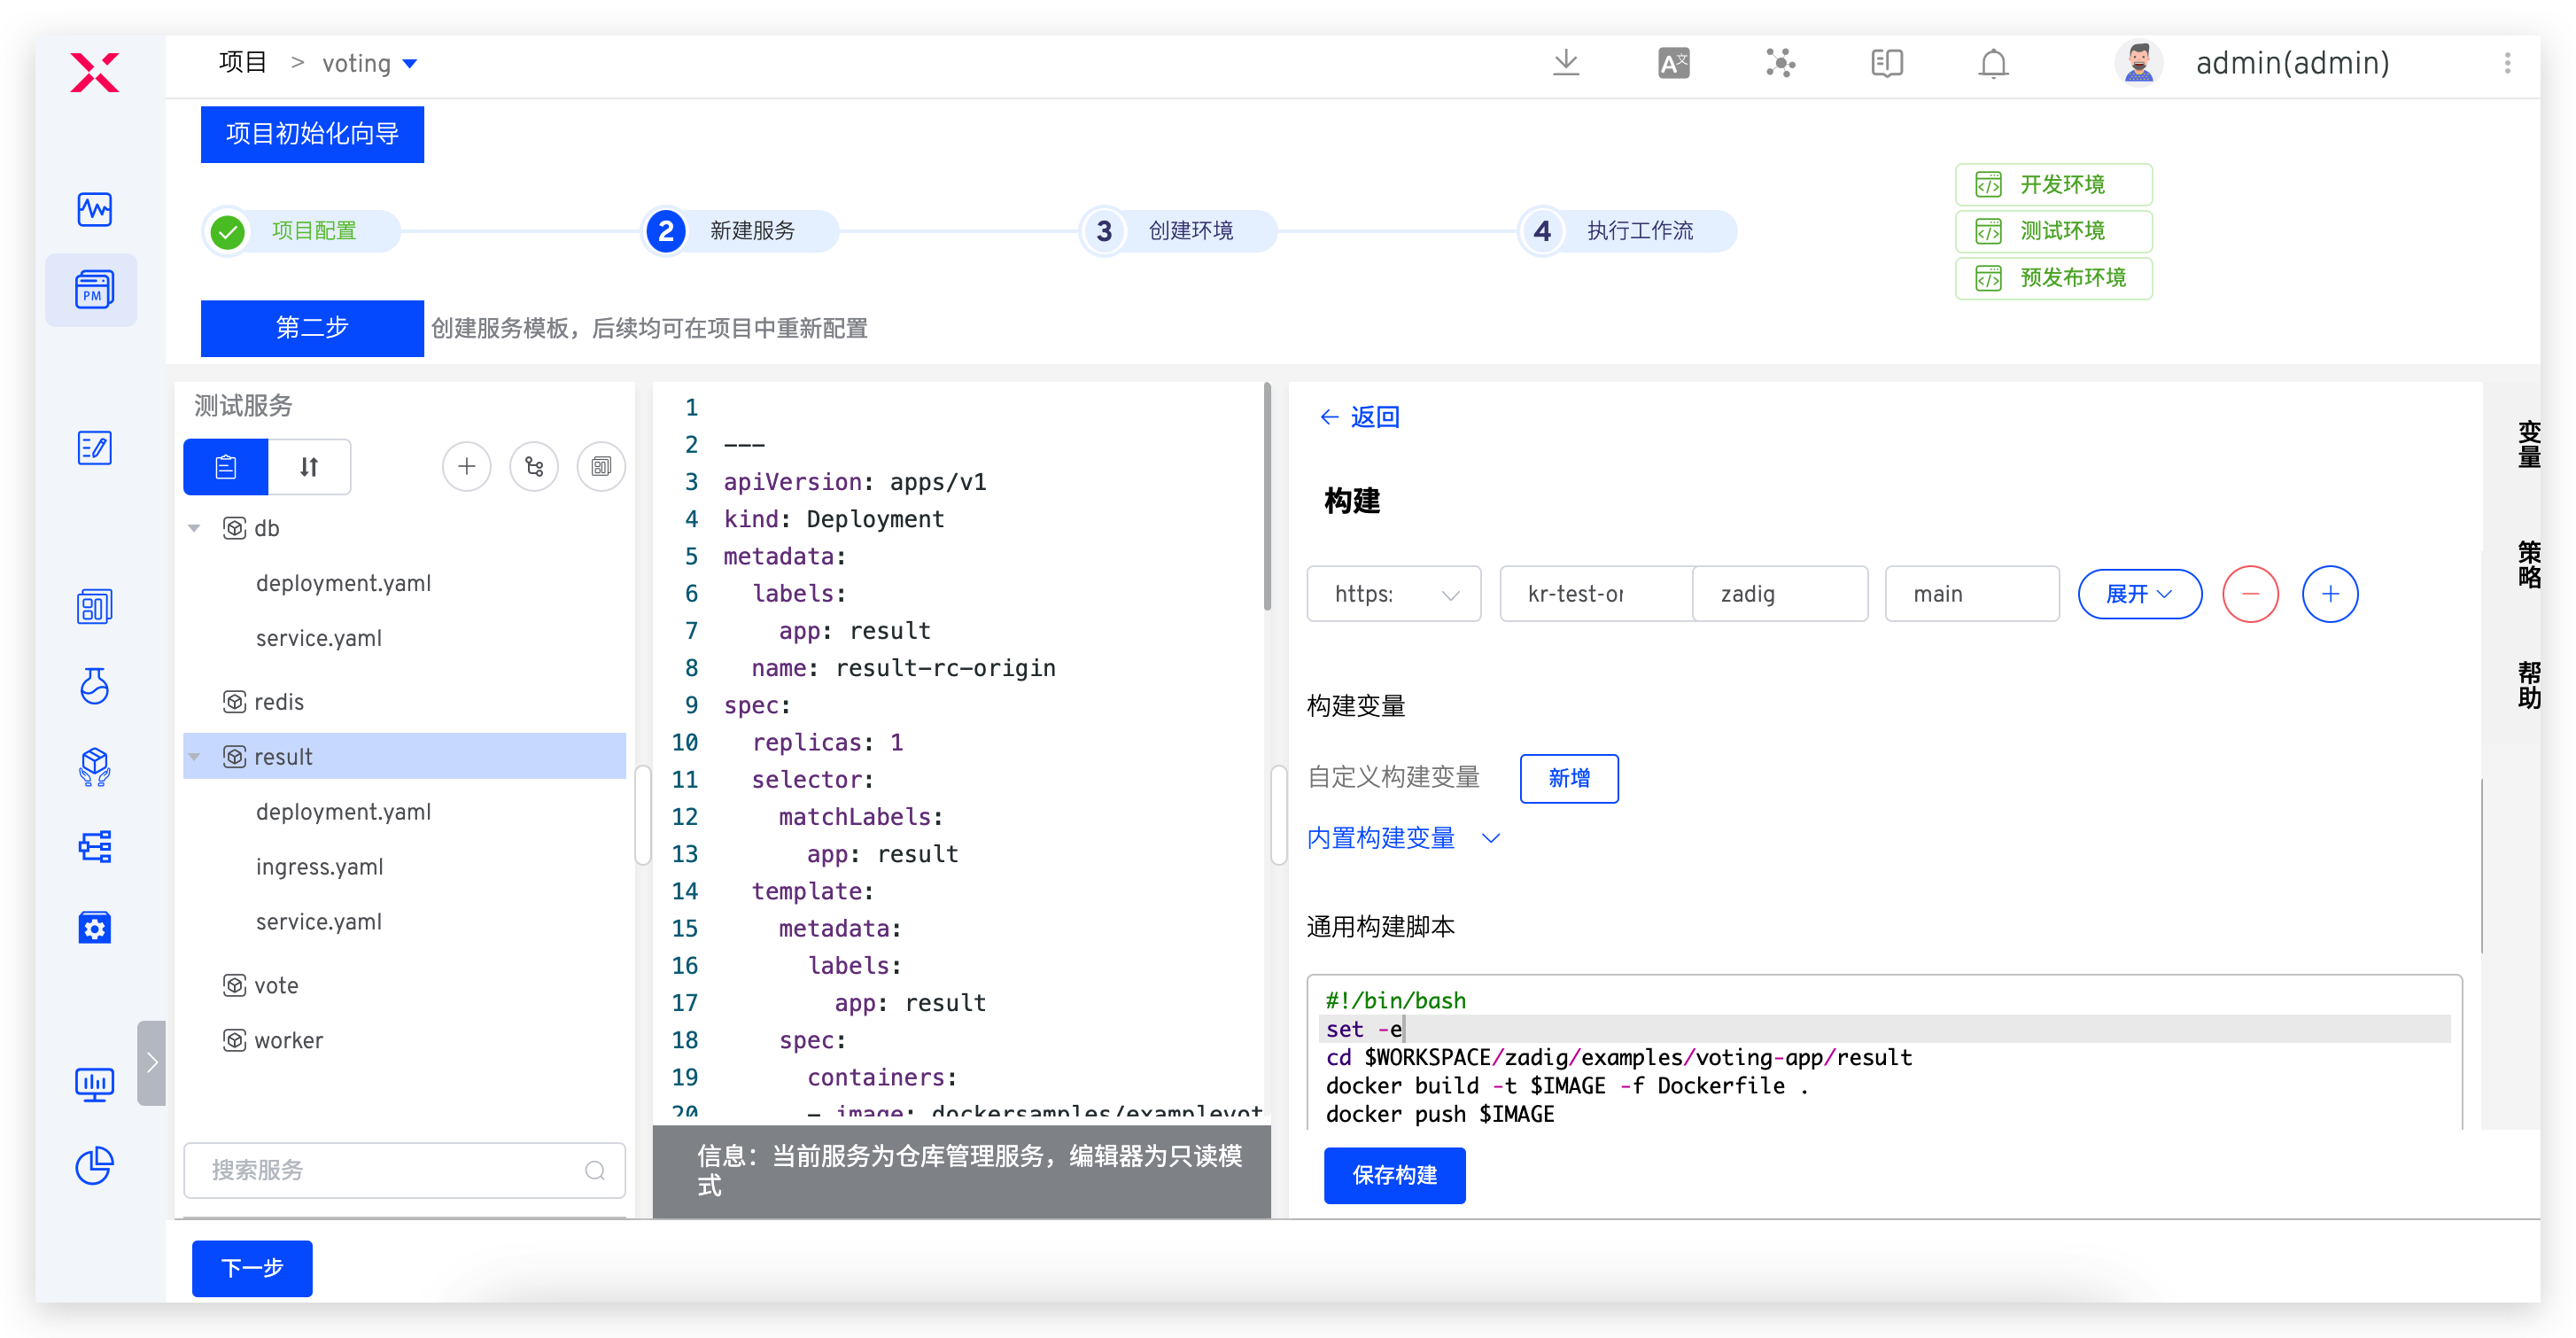 项目 > voting
admin(admin)
项目初始化向导
项目配置
2 新建服务
3 创建环境
4 执行工作流
开发环境
测试环境
预发布环境
第二步 创建服务模板，后续均可在项目中重新配置
PM
测试服务
db
deployment.yaml
service.yaml
redis
result
deployment.yaml
ingress.yaml
service.yaml
vote
worker
搜索服务
1
2 ---
3 apiVersion: apps/v1
4 kind: Deployment
5 metadata:
6 labels:
7 app: result
8 name: result-rc-origin
9 spec:
10 replicas: 1
11 selector:
12 matchLabels:
13 app: result
14 template:
15 metadata:
16 labels:
17 app: result
18 spec:
19 containers:
20 - image: dockersamples/examplevot
信息：当前服务为仓库管理服务，编辑器为只读模
式
返回
构建
https: kr-test-or zadig main 展开
构建变量
自定义构建变量 新增
内置构建变量
通用构建脚本
#!/bin/bash
set -e
cd $WORKSPACE/zadig/examples/voting-app/result
docker build -t $IMAGE -f Dockerfile .
docker push $IMAGE
保存构建
变量
策略
帮助
下一步